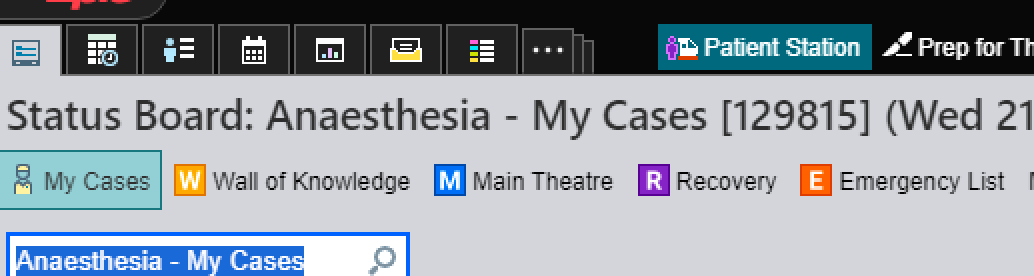 Epic
Patient Station Prep for Th
Status Board: Anaesthesia - My Cases [129815] (Wed 21
My Cases W Wall of Knowledge M Main Theatre R Recovery E Emergency List
Anaesthesia - My Cases